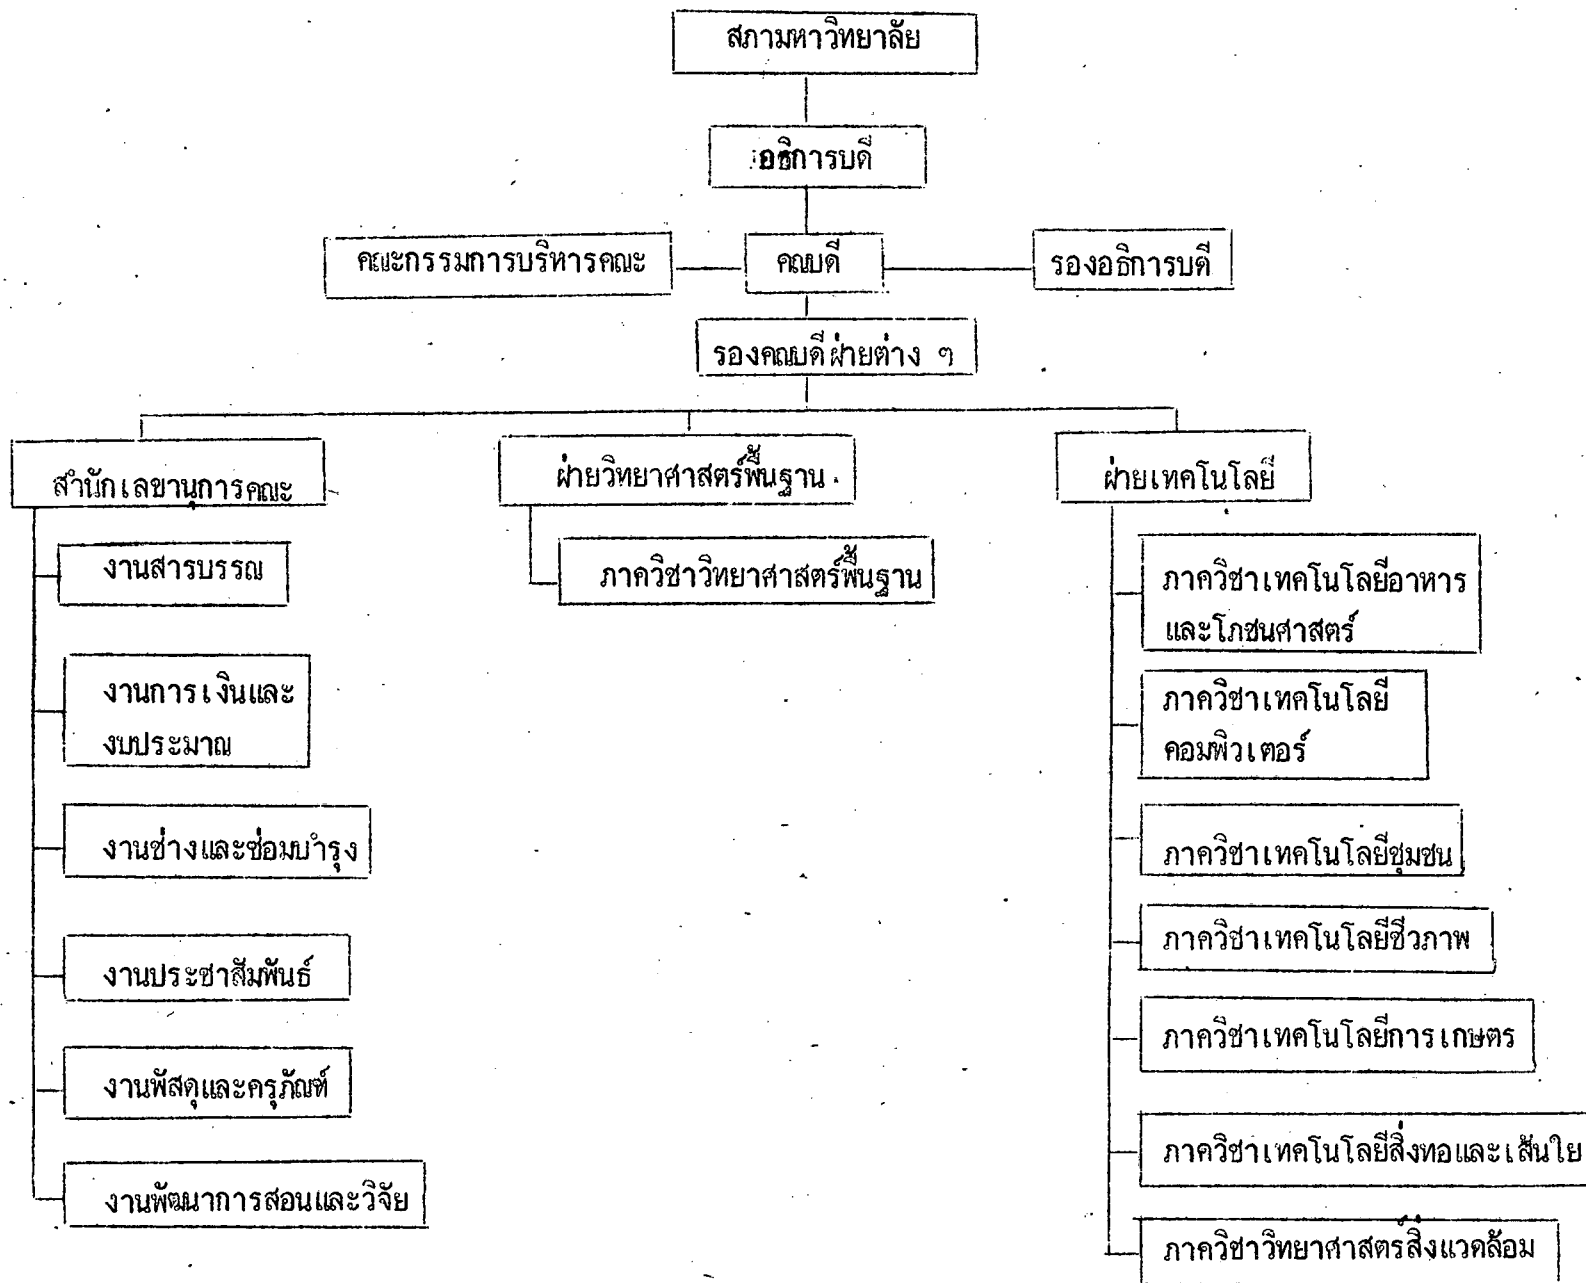 สภามหาวิทยาลัย
อธิการบดี
คณะกรรมการบริหารคณะ
คณบดี
รองอธิการบดี
รองคณบดีฝ่ายต่าง ๆ
สำนักเลขานุการคณะ
งานสารบรรณ
งานการเงินและ
งบประมาณ
งานช่างและซ่อมบำรุง
งานประชาสัมพันธ์
งานพัสดุและครุภัณฑ์
งานพัฒนาการสอนและวิจัย
ฝ่ายวิทยาศาสตร์พื้นฐาน
ภาควิชาวิทยาศาสตร์พื้นฐาน
ฝ่ายเทคโนโลยี
ภาควิชาเทคโนโลยีอาหาร
และโภชนศาสตร์
ภาควิชาเทคโนโลยี
คอมพิวเตอร์
ภาควิชาเทคโนโลยีชุมชน
ภาควิชาเทคโนโลยีชีวภาพ
ภาควิชาเทคโนโลยีการเกษตร
ภาควิชาเทคโนโลยีสิ่งทอและเส้นใย
ภาควิชาวิทยาศาสตร์สิ่งแวดล้อม